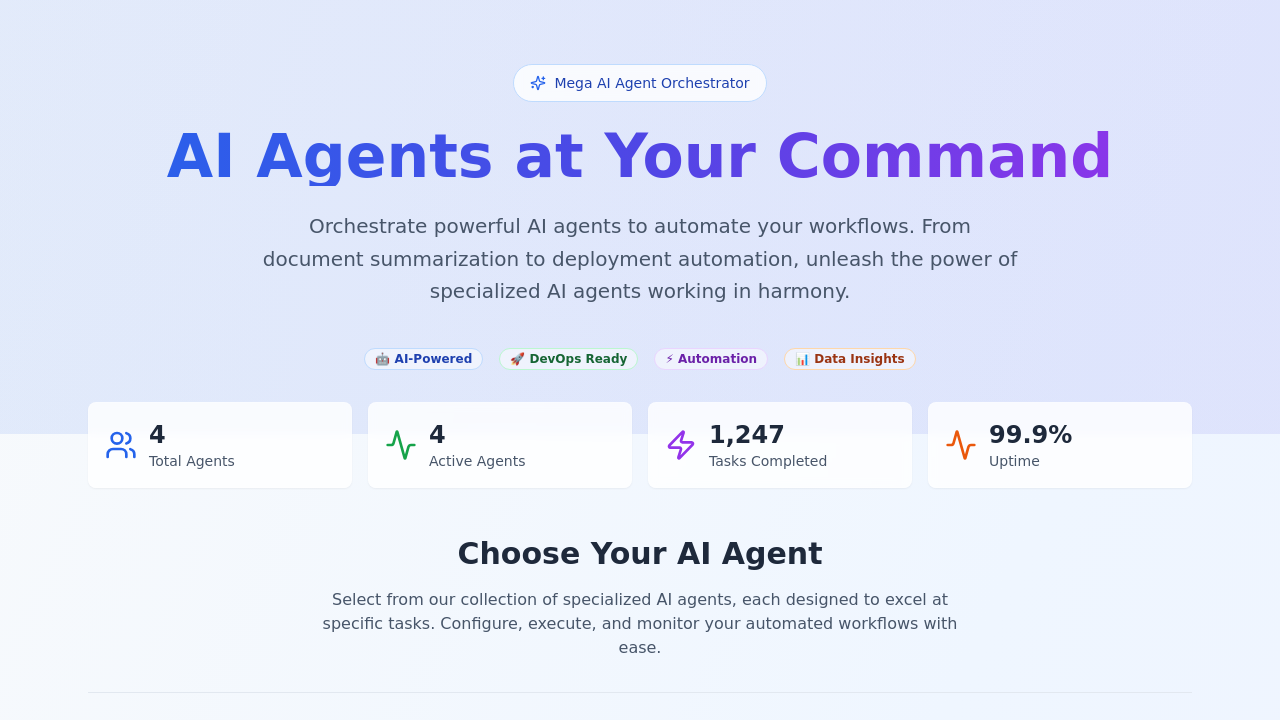 Mega AI Agent Orchestrator
AI Agents at Your Command
Orchestrate powerful AI agents to automate your workflows. From
document summarization to deployment automation, unleash the power of
specialized AI agents working in harmony.
🤖 AI-Powered
🚀 DevOps Ready
⚡ Automation
📊 Data Insights
4
Total Agents
4
Active Agents
1,247
Tasks Completed
99.9%
Uptime
Choose Your AI Agent
Select from our collection of specialized AI agents, each designed to excel at
specific tasks. Configure, execute, and monitor your automated workflows with
ease.